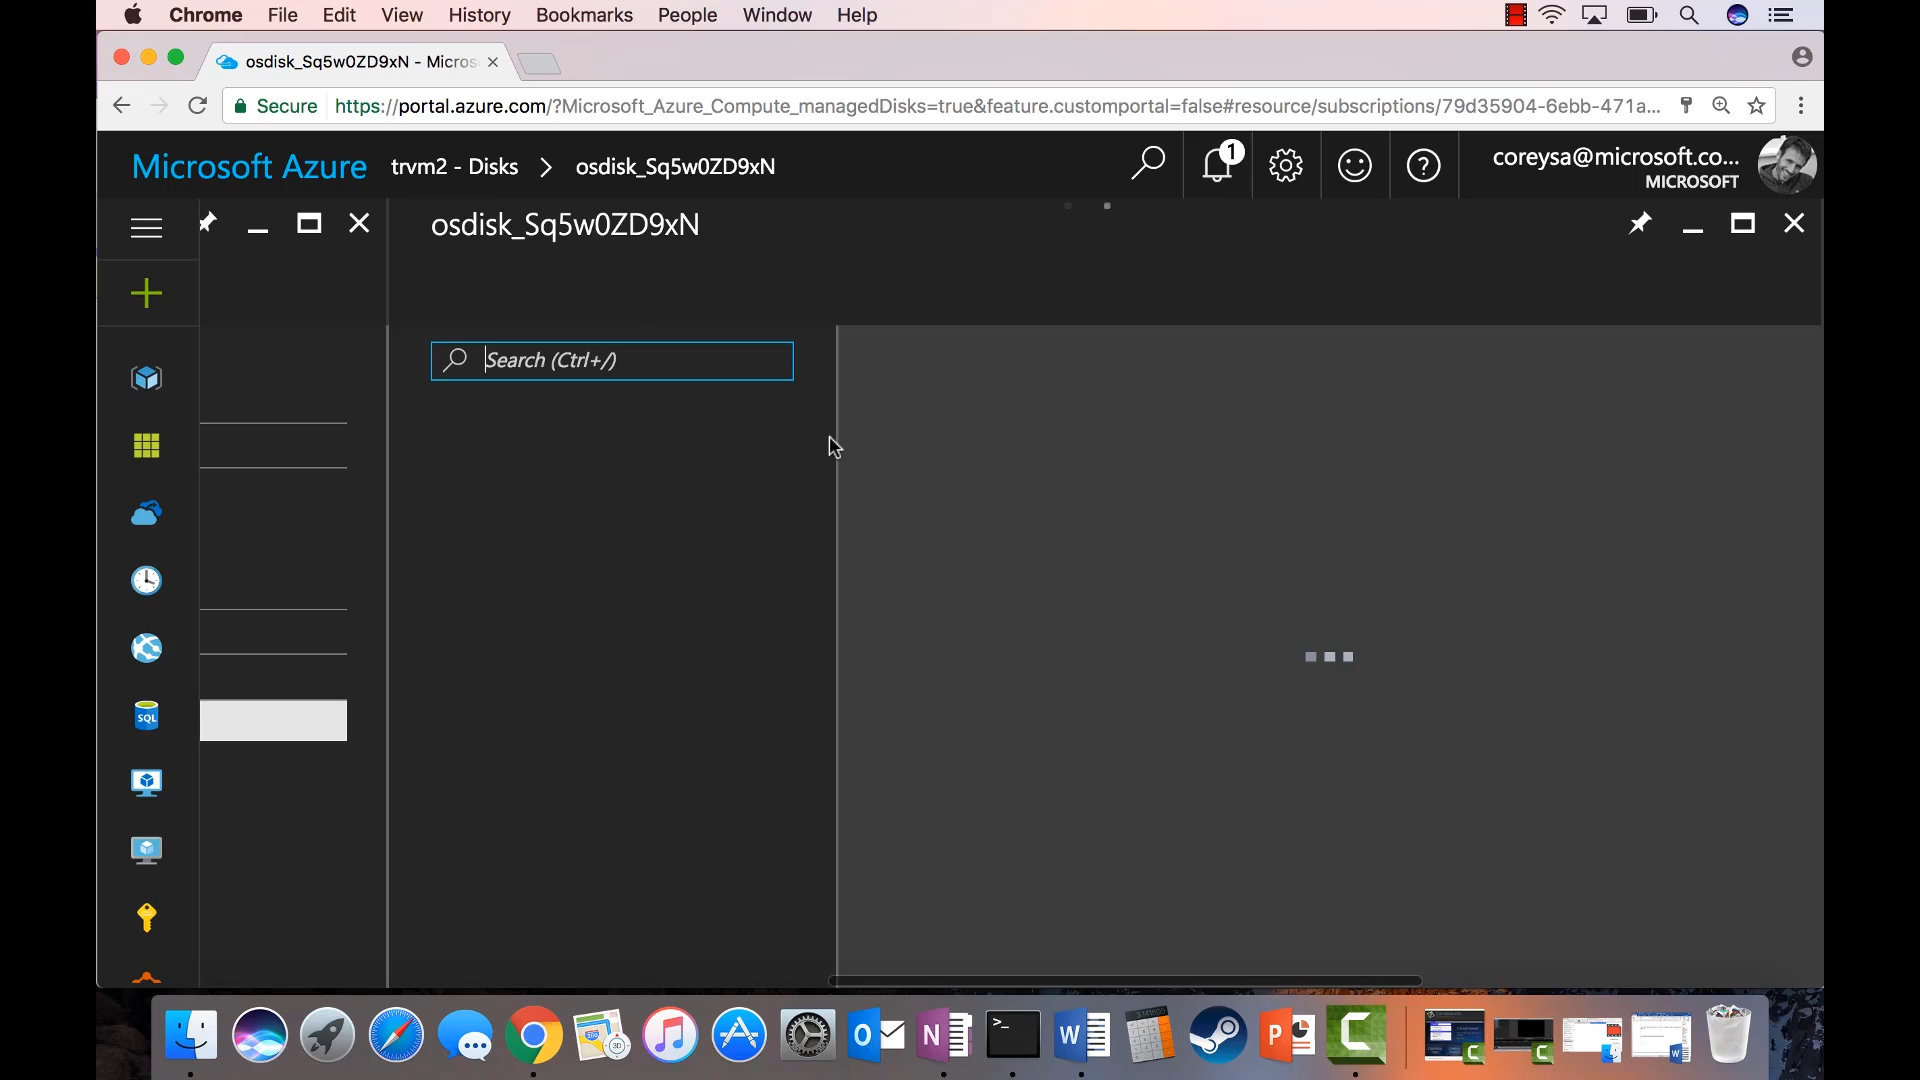 Chrome File Edit View History Bookmarks People Window Help
osdisk_Sq5w0ZD9xN - Micros
Secure https://portal.azure.com/?Microsoft_Azure_Compute_managedDisks=true&feature.customportal=false#resource/subscriptions/79d35904-6ebb-471a...
Microsoft Azure trvm2 - Disks > osdisk_Sq5w0ZD9xN 1 coreysa@microsoft.co...
MICROSOFT
osdisk_Sq5w0ZD9xN
Search (Ctrl+/)
SQL